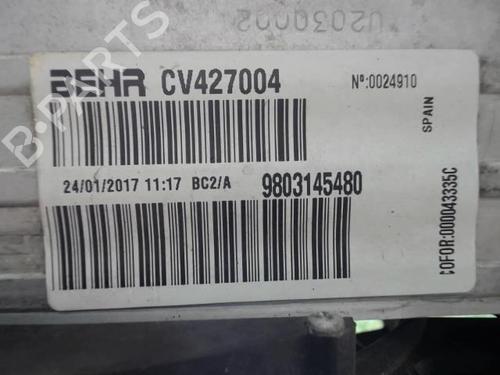 U2030002
BEHR CV427004
Nº:0024910
SPAIN
24/01/2017 11:17 BC2/A 9803145480
COFOR:000043335C
B-PARTS